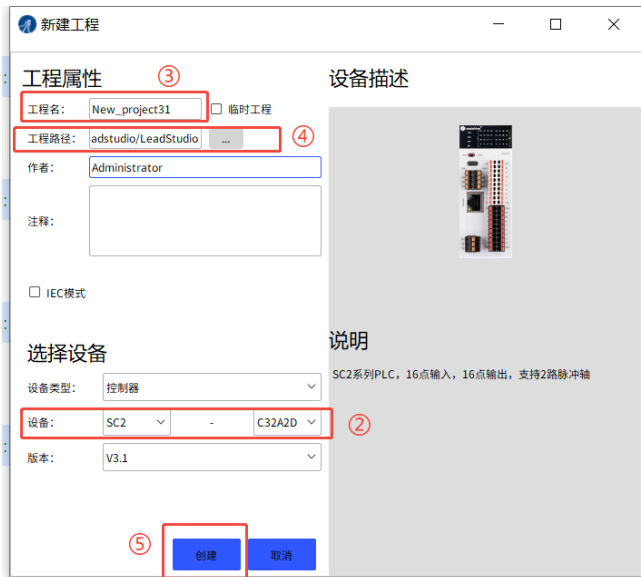 新建工程
工程属性
③
设备描述
工程名：
New_project31
临时工程
工程路径：
adstudio/LeadStudio
...
④
作者：
Administrator
注释：
IEC模式
选择设备
说明
SC2系列PLC，16点输入，16点输出，支持2路脉冲轴
设备类型：
控制器
设备：
SC2
-
C32A2D
②
版本：
V3.1
⑤
创建
取消